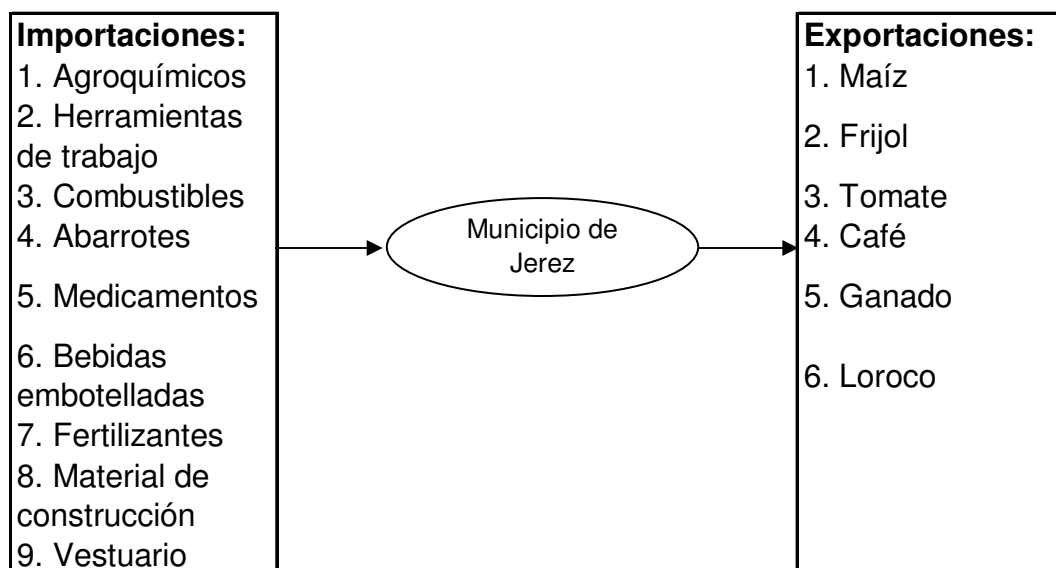 Importaciones:
1. Agroquímicos
2. Herramientas
de trabajo
3. Combustibles
4. Abarrotes
5. Medicamentos
6. Bebidas
embotelladas
7. Fertilizantes
8. Material de
construcción
9. Vestuario
Municipio de
Jerez
Exportaciones:
1. Maíz
2. Frijol
3. Tomate
4. Café
5. Ganado
6. Loroco